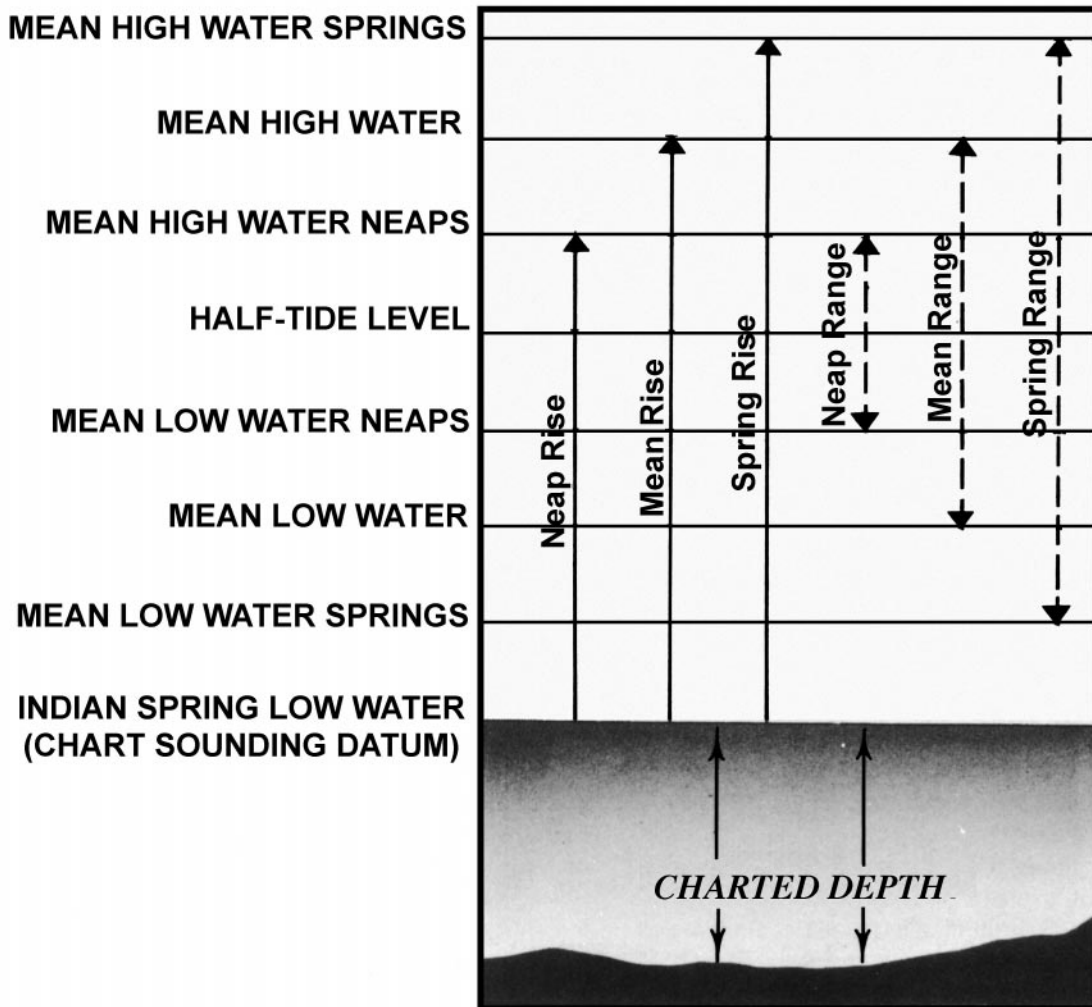 MEAN HIGH WATER SPRINGS
MEAN HIGH WATER
MEAN HIGH WATER NEAPS
HALF-TIDE LEVEL
MEAN LOW WATER NEAPS
MEAN LOW WATER
MEAN LOW WATER SPRINGS
INDIAN SPRING LOW WATER
(CHART SOUNDING DATUM)
Neap Rise
Mean Rise
Spring Rise
Neap Range
Mean Range
Spring Range
CHARTED DEPTH